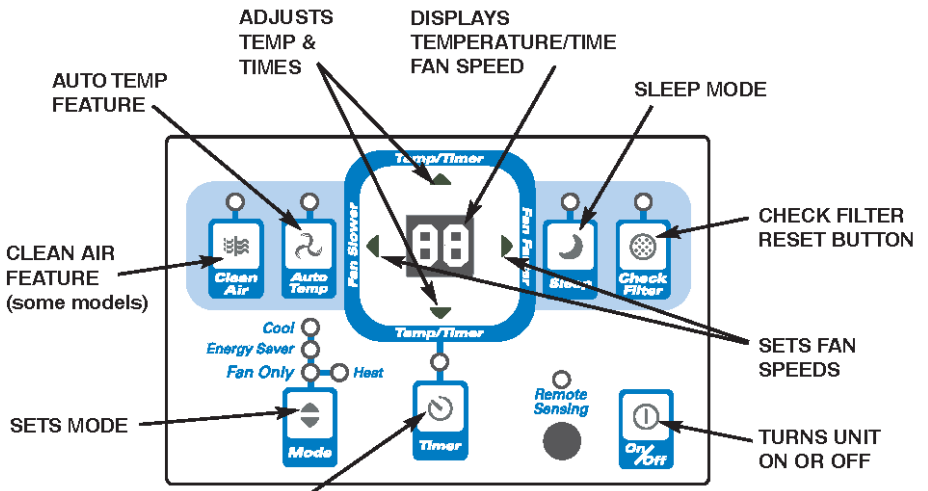 ADJUSTS
TEMP &
TIMES
DISPLAYS
TEMPERATURE/TIME
FAN SPEED
AUTO TEMP
FEATURE
SLEEP MODE
CLEAN AIR
FEATURE
(some models)
CHECK FILTER
RESET BUTTON
Temp/Timer
Fan Slower
88
Fan Faster
Temp/Timer
Clean
Air
Auto
Temp
Sleep
Check
Filter
Cool
Energy Saver
Fan Only
Heat
Mode
Timer
Remote
Sensing
On/Off
SETS FAN
SPEEDS
SETS MODE
TURNS UNIT
ON OR OFF